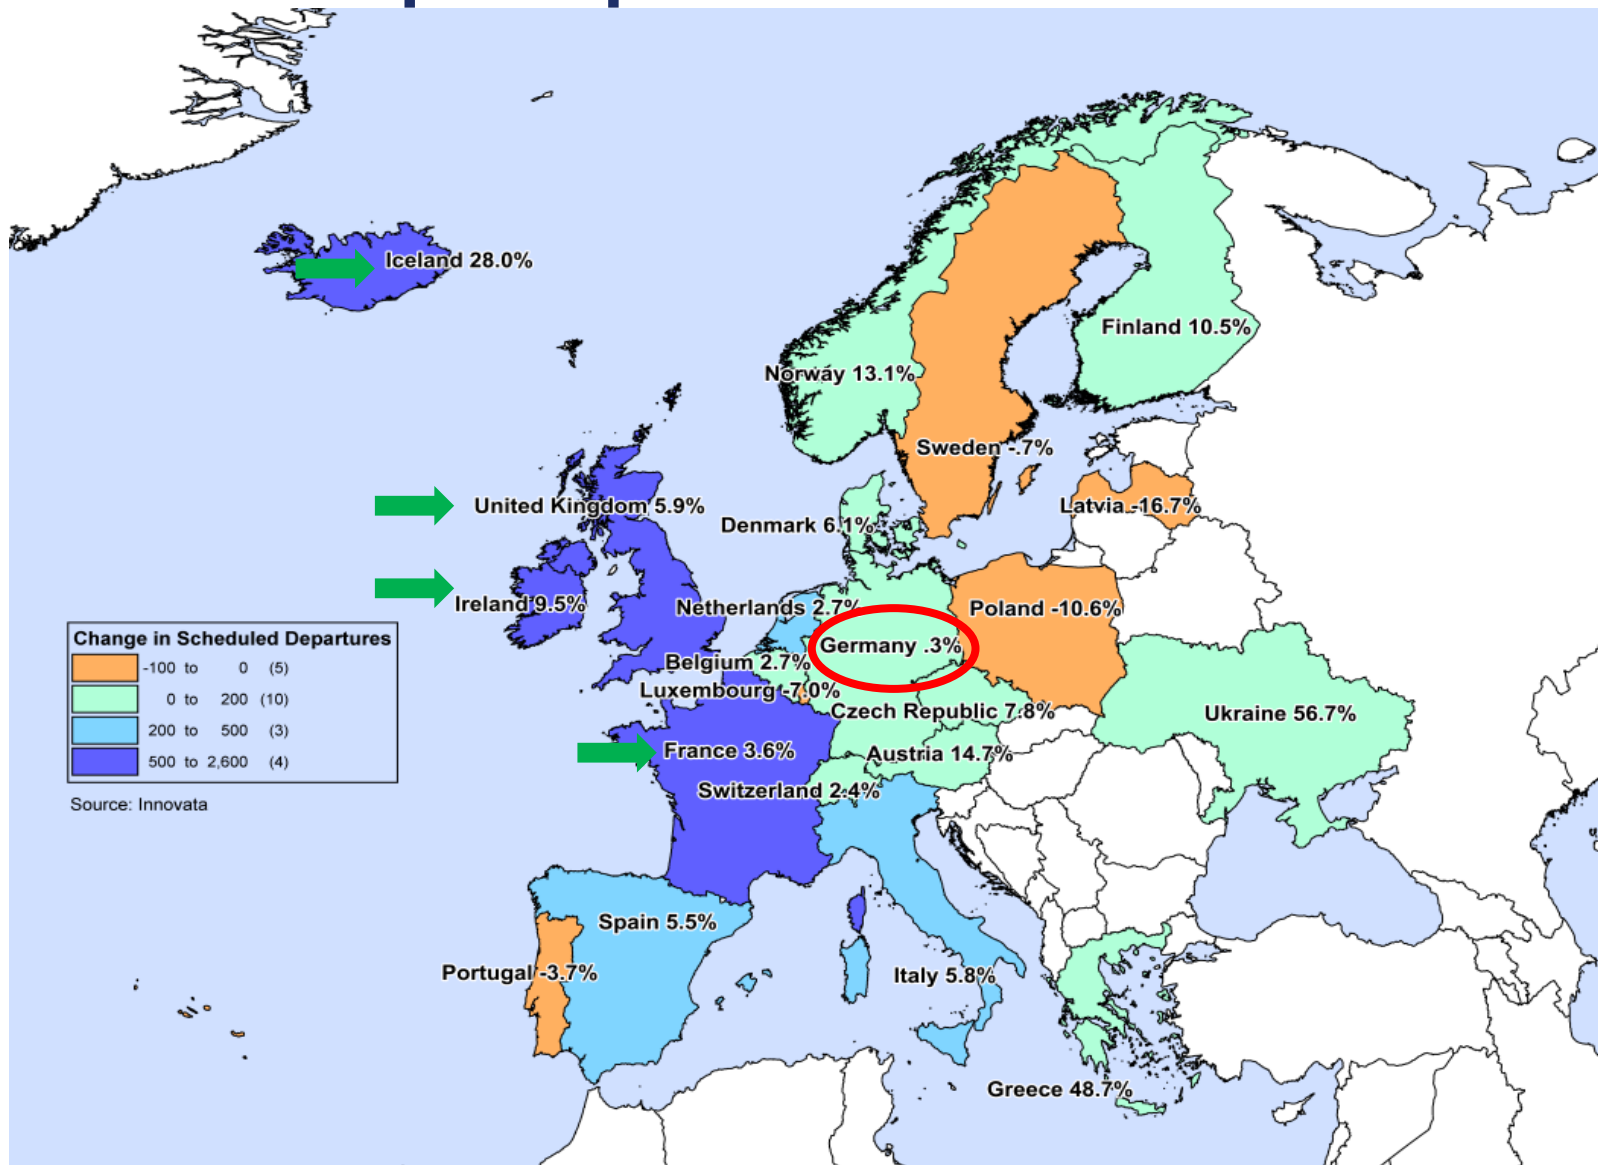 Iceland 28.0%
Finland 10.5%
Norway 13.1%
Sweden -.7%
Latvia -16.7%
United Kingdom 5.9%
Denmark 6.1%
Ireland 9.5%
Netherlands 2.7%
Poland -10.6%
Germany .3%
Belgium 2.7%
Luxembourg -7.0%
Czech Republic 7.8%
Ukraine 56.7%
France 3.6%
Austria 14.7%
Switzerland 2.4%
Spain 5.5%
Portugal -3.7%
Italy 5.8%
Greece 48.7%
Change in Scheduled Departures
-100 to 0 (5)
0 to 200 (10)
200 to 500 (3)
500 to 2,600 (4)
Source: Innovata